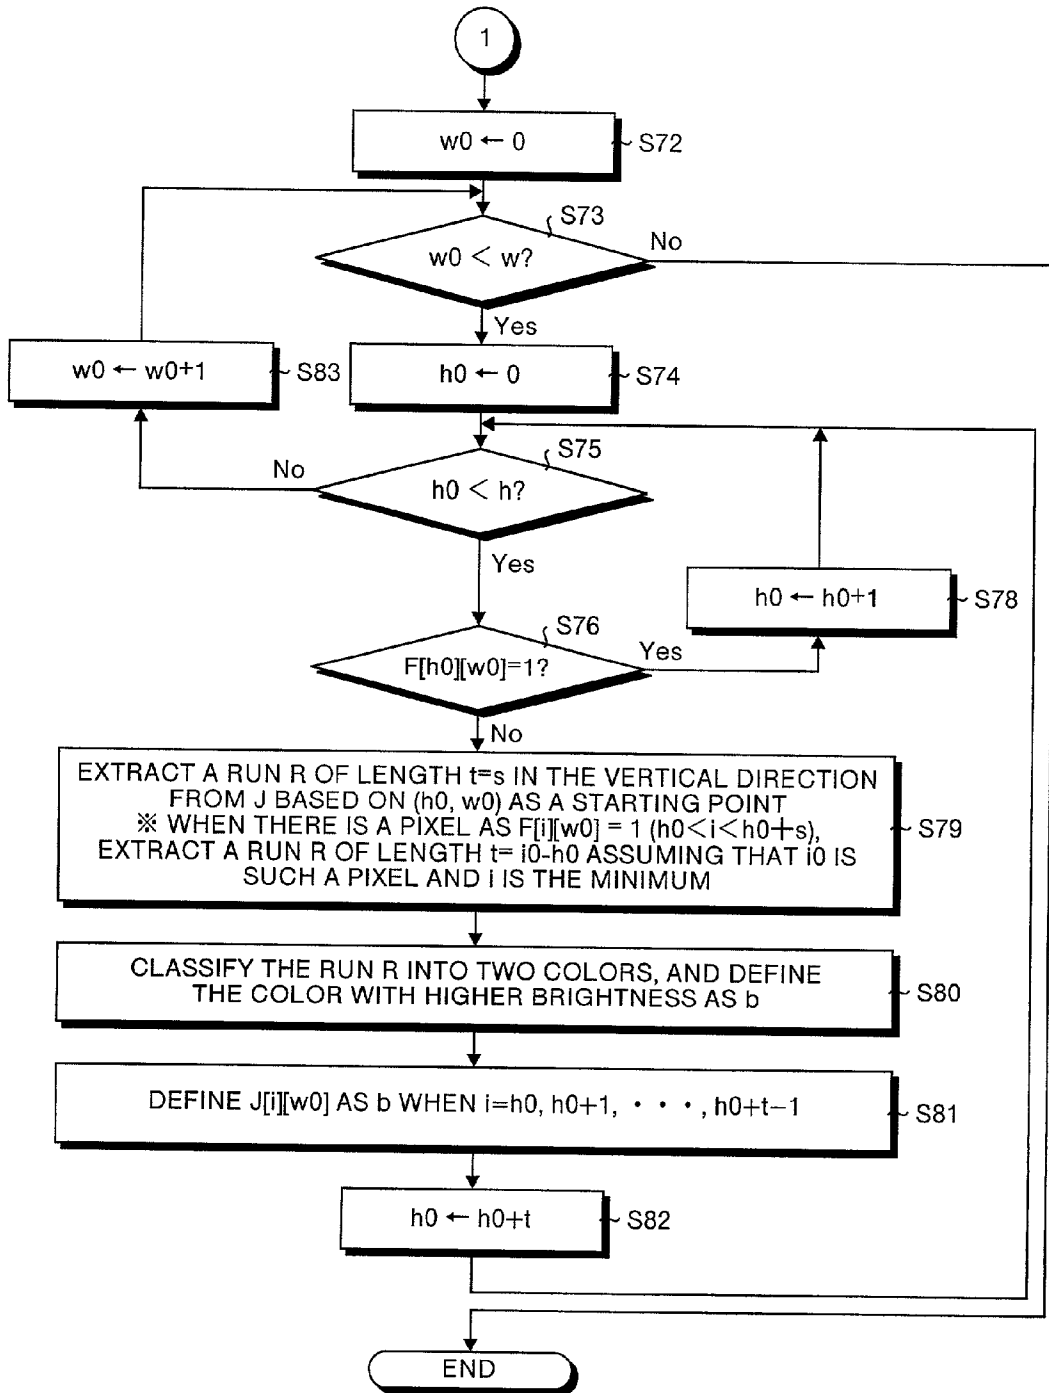 1
w0 ← 0
S72
S73
w0 < w?
No
Yes
w0 ← w0+1
S83
h0 ← 0
S74
S75
No
h0 < h?
Yes
h0 ← h0+1
S78
S76
F[h0][w0]=1?
Yes
No
EXTRACT A RUN R OF LENGTH t=s IN THE VERTICAL DIRECTION
FROM J BASED ON (h0, w0) AS A STARTING POINT
※ WHEN THERE IS A PIXEL AS F[i][w0] = 1 (h0<i<h0+s),
EXTRACT A RUN R OF LENGTH t= i0-h0 ASSUMING THAT i0 IS
SUCH A PIXEL AND i IS THE MINIMUM
S79
CLASSIFY THE RUN R INTO TWO COLORS, AND DEFINE
THE COLOR WITH HIGHER BRIGHTNESS AS b
S80
DEFINE J[i][w0] AS b WHEN i=h0, h0+1, ・・・, h0+t−1
S81
h0 ← h0+t
S82
END